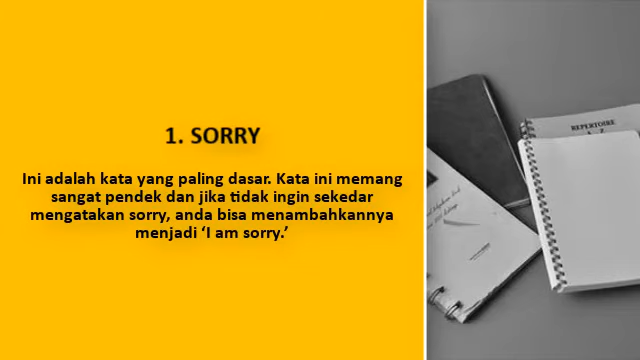 1. SORRY
Ini adalah kata yang paling dasar. Kata ini memang
sangat pendek dan jika tidak ingin sekedar
mengatakan sorry, anda bisa menambahkannya
menjadi ‘I am sorry.’
REPERTOIRE
A Z